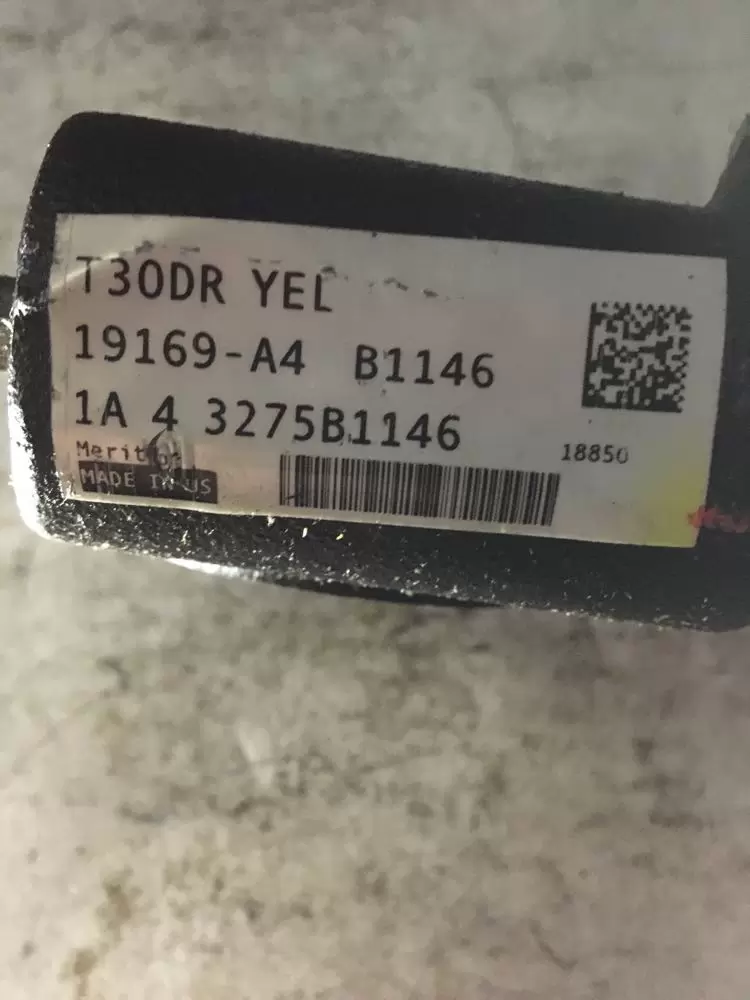 T30DR YEL
19169-A4 B1146
1A 4 3275B1146
18850
Meritor
MADE IN US